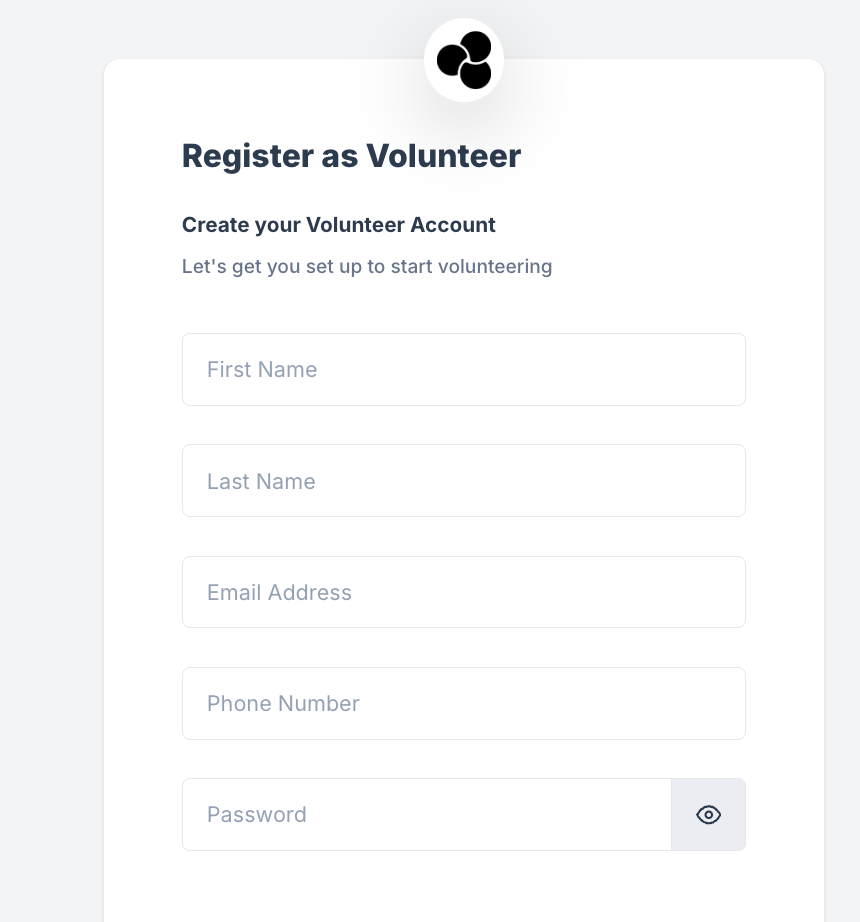 Register as Volunteer
Create your Volunteer Account
Let's get you set up to start volunteering
First Name
Last Name
Email Address
Phone Number
Password